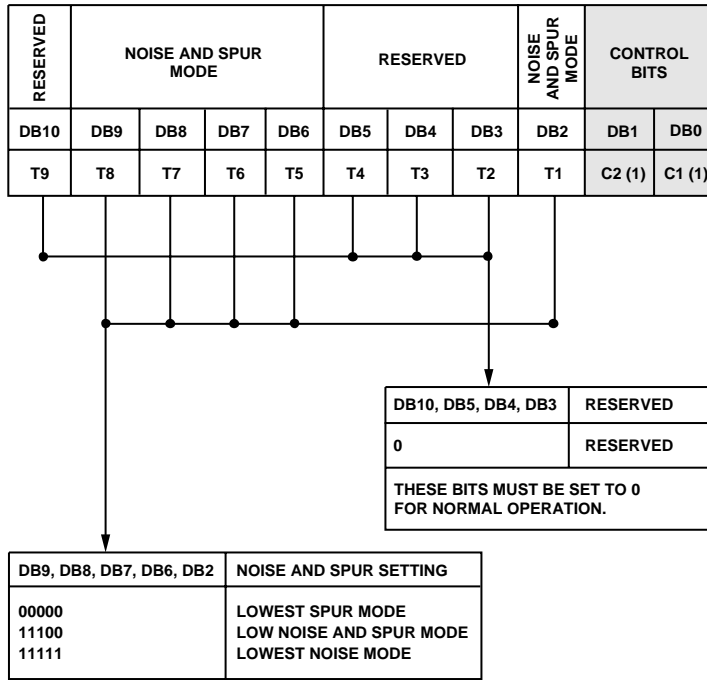 RESERVED
NOISE AND SPUR
MODE
RESERVED
NOISE
AND SPUR
MODE
CONTROL
BITS
DB10 DB9 DB8 DB7 DB6 DB5 DB4 DB3 DB2 DB1 DB0
T9 T8 T7 T6 T5 T4 T3 T2 T1 C2 (1) C1 (1)
DB10, DB5, DB4, DB3 RESERVED
0 RESERVED
THESE BITS MUST BE SET TO 0
FOR NORMAL OPERATION.
DB9, DB8, DB7, DB6, DB2 NOISE AND SPUR SETTING
00000 LOWEST SPUR MODE
11100 LOW NOISE AND SPUR MODE
11111 LOWEST NOISE MODE